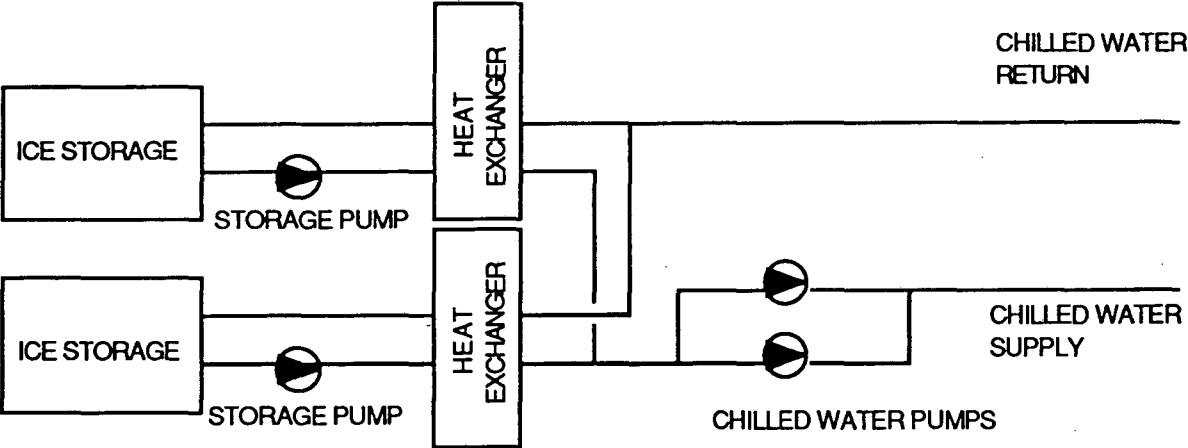 CHILLED WATER
RETURN
HEAT
EXCHANGER
ICE STORAGE
STORAGE PUMP
HEAT
EXCHANGER
ICE STORAGE
STORAGE PUMP
CHILLED WATER
SUPPLY
CHILLED WATER PUMPS